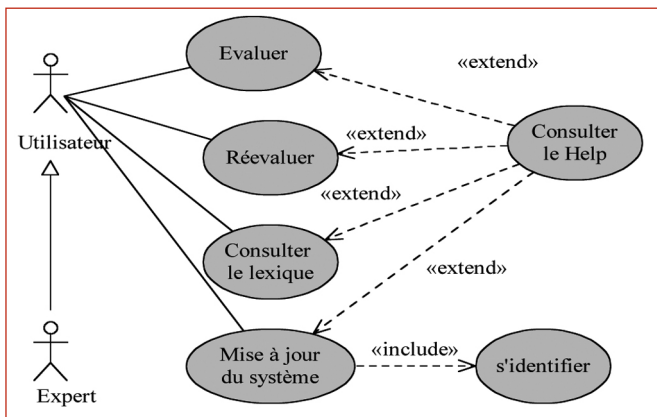 Evaluer
«extend»
Utilisateur
Réevaluer
«extend»
Consulter
le Help
«extend»
Consulter
le lexique
«extend»
Mise à jour
du système
«include»
s'identifier
Expert